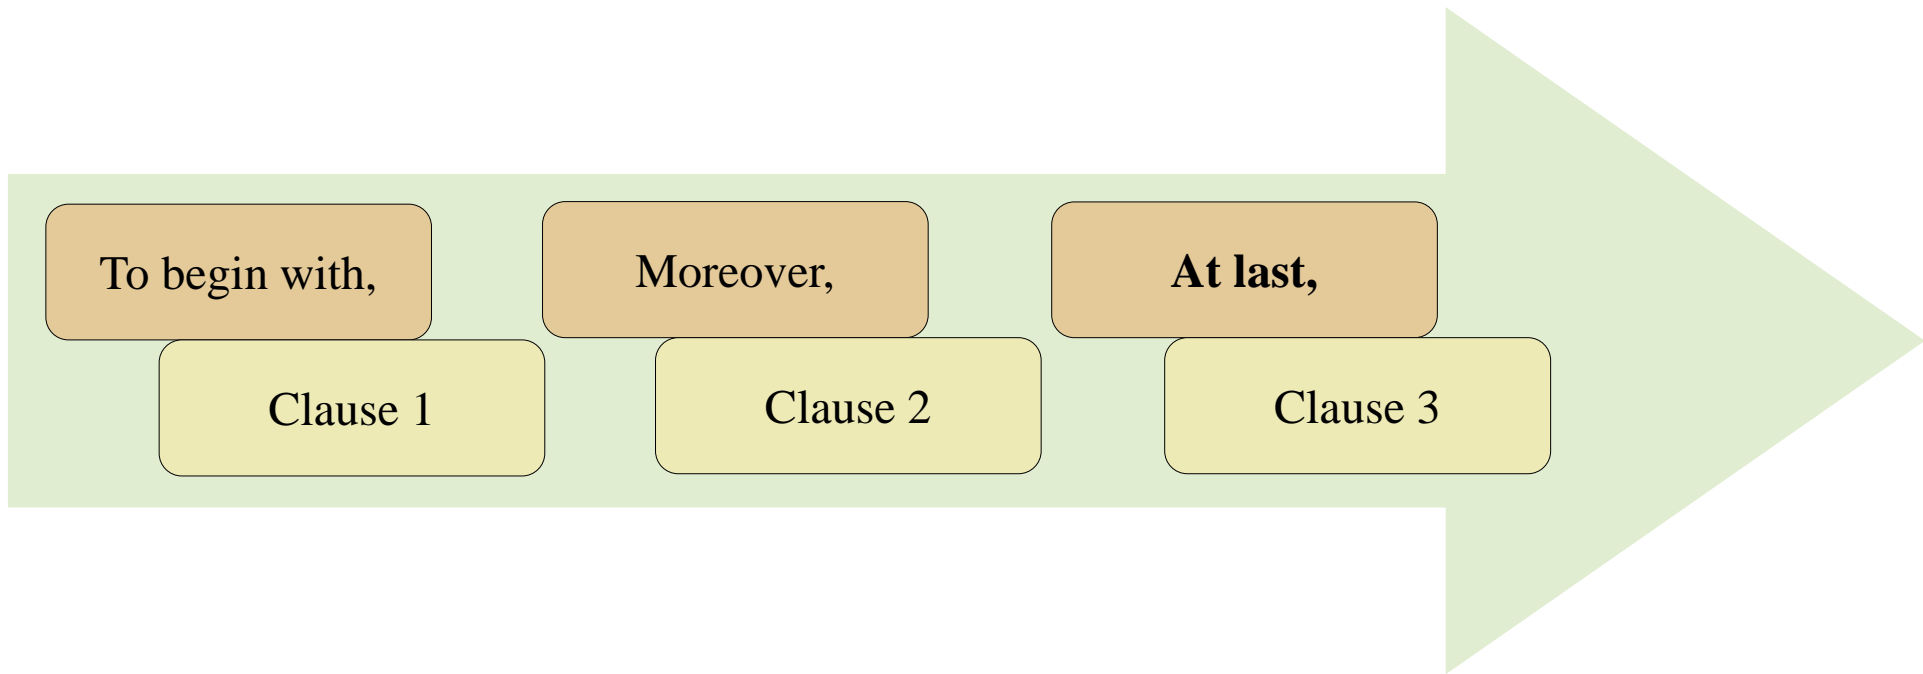 To begin with,
Clause 1
Moreover,
Clause 2
At last,
Clause 3